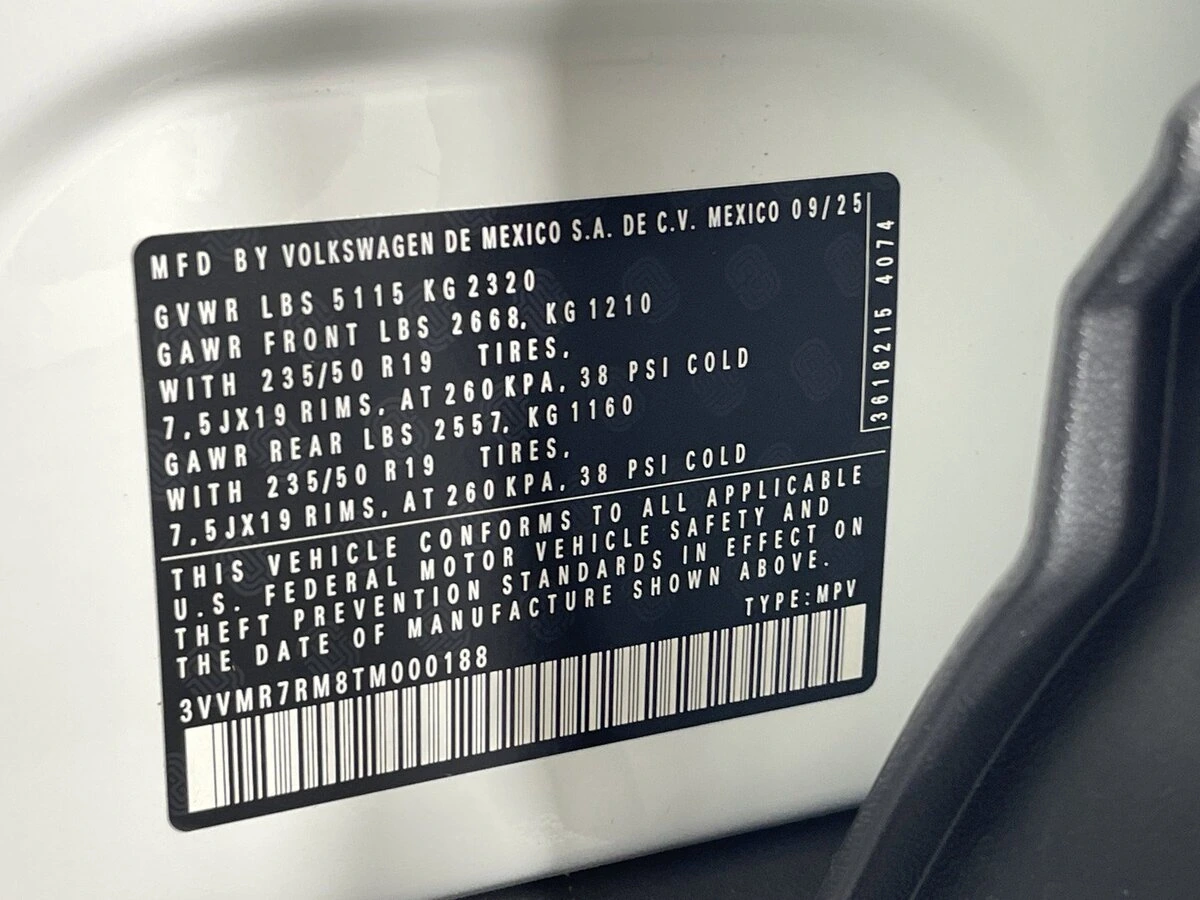 MFD BY VOLKSWAGEN DE MEXICO S.A. DE C.V. MEXICO 09/25
GVWR LBS 5115 KG 2320
GAWR FRONT LBS 2668, KG 1210
WITH 235/50 R19 TIRES,
7,5JX19 RIMS, AT 260 KPA, 38 PSI COLD
GAWR REAR LBS 2557, KG 1160
WITH 235/50 R19 TIRES,
7,5JX19 RIMS, AT 260 KPA, 38 PSI COLD
3618215 4074
THIS VEHICLE CONFORMS TO ALL APPLICABLE
U.S. FEDERAL MOTOR VEHICLE SAFETY AND
THEFT PREVENTION STANDARDS IN EFFECT ON
THE DATE OF MANUFACTURE SHOWN ABOVE.
TYPE:MPV
3VVMR7RM8TM000188